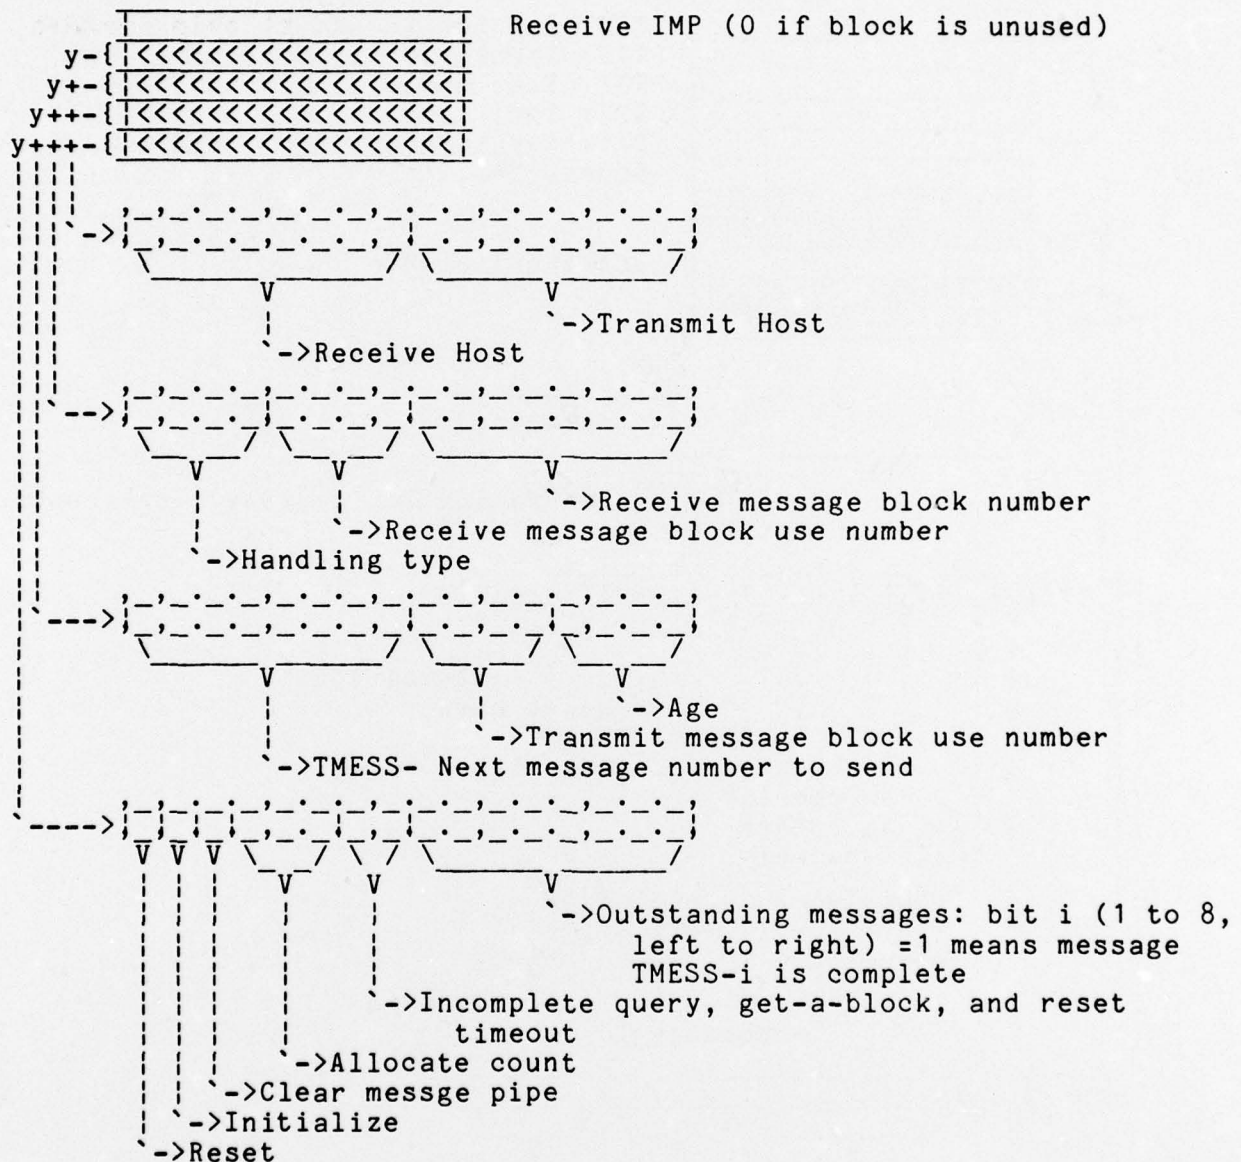 Receive IMP (0 if block is unused)
y-{¦<<<<<<<<<<<<<<<<<<¦
y+-{¦<<<<<<<<<<<<<<<<<<¦
y++-{¦<<<<<<<<<<<<<<<<<<¦
y+++-{¦<<<<<<<<<<<<<<<<<<¦
`->Transmit Host
`->Receive Host
`->Receive message block number
`->Receive message block use number
`->Handling type
`->Age
`->Transmit message block use number
`->TMESS- Next message number to send
`->Outstanding messages: bit i (1 to 8,
left to right) =1 means message
TMESS-i is complete
`->Incomplete query, get-a-block, and reset
timeout
`->Allocate count
`->Clear messge pipe
`->Initialize
`->Reset